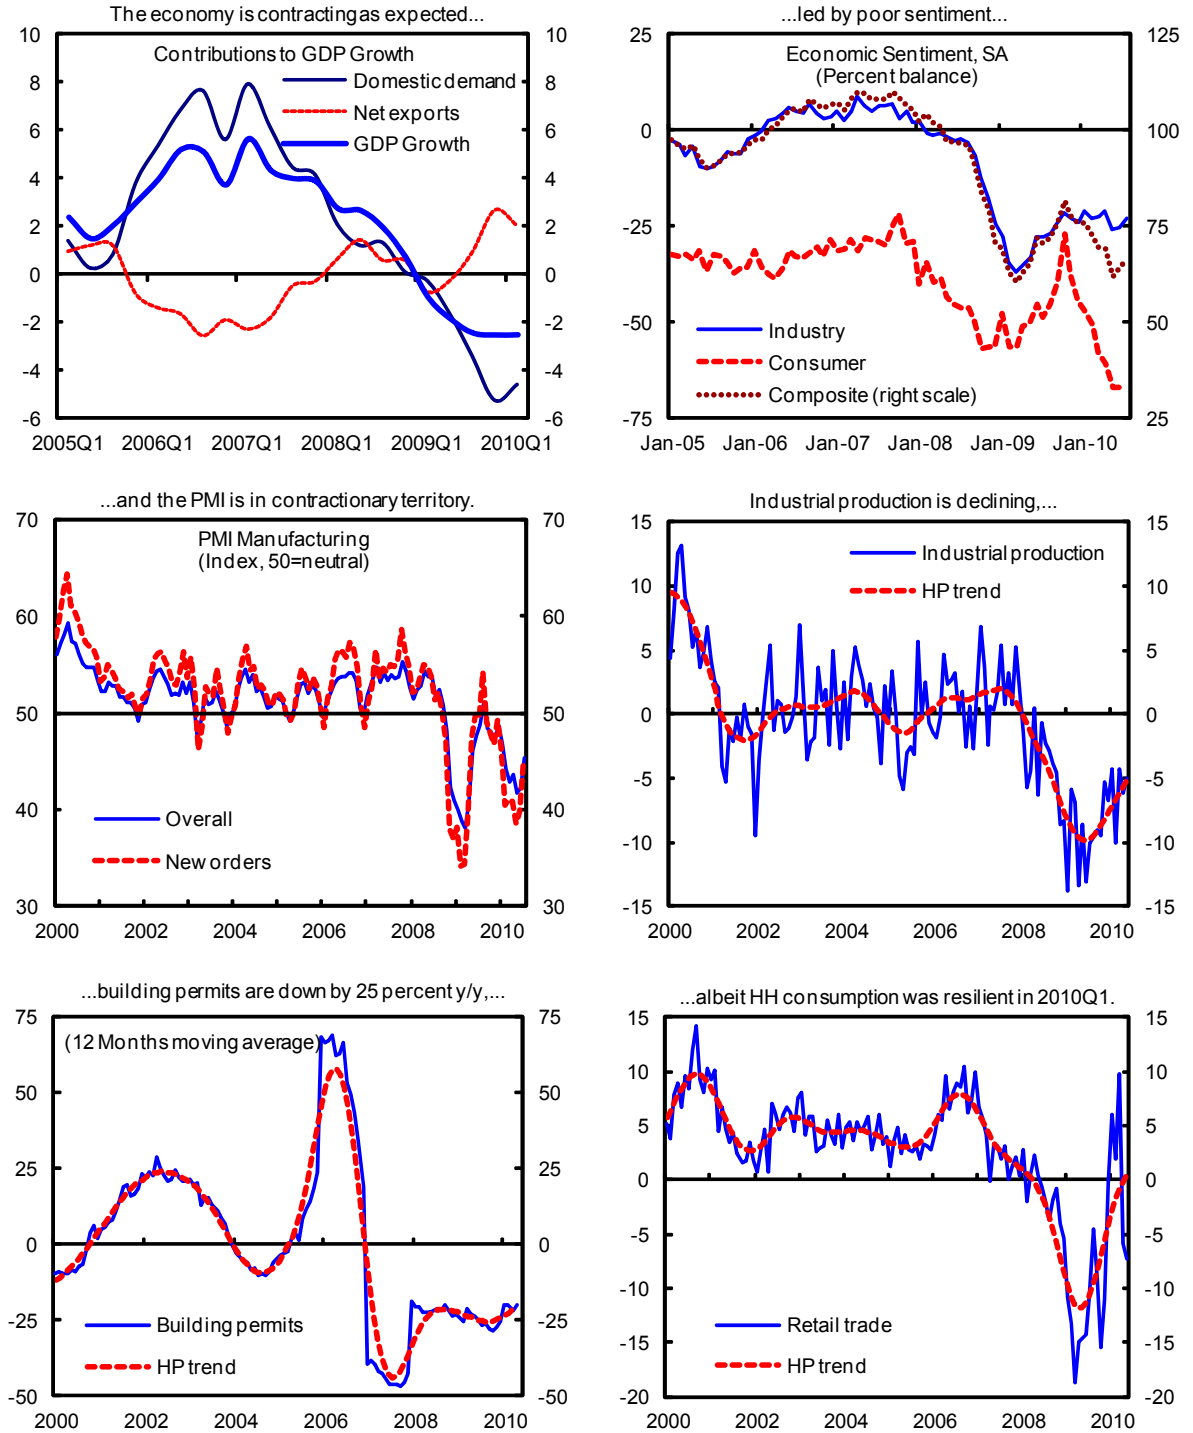 The economy is contracting as expected...
Contributions to GDP Growth
Domestic demand
Net exports
GDP Growth
10 8 6 4 2 0 -2 -4 -6
10 8 6 4 2 0 -2 -4 -6
2005Q1 2006Q1 2007Q1 2008Q1 2009Q1 2010Q1
...led by poor sentiment...
Economic Sentiment, SA
(Percent balance)
Industry
Consumer
Composite (right scale)
25 0 -25 -50 -75
125 100 75 50 25
Jan-05 Jan-06 Jan-07 Jan-08 Jan-09 Jan-10
...and the PMI is in contractionary territory.
PMI Manufacturing
(Index, 50=neutral)
Overall
New orders
70 60 50 40 30
70 60 50 40 30
2000 2002 2004 2006 2008 2010
Industrial production is declining,...
Industrial production
HP trend
15 10 5 0 -5 -10 -15
15 10 5 0 -5 -10 -15
2000 2002 2004 2006 2008 2010
...building permits are down by 25 percent y/y,...
(12 Months moving average)
Building permits
HP trend
75 50 25 0 -25 -50
75 50 25 0 -25 -50
2000 2002 2004 2006 2008 2010
...albeit HH consumption was resilient in 2010Q1.
Retail trade
HP trend
15 10 5 0 -5 -10 -15 -20
15 10 5 0 -5 -10 -15 -20
2000 2002 2004 2006 2008 2010